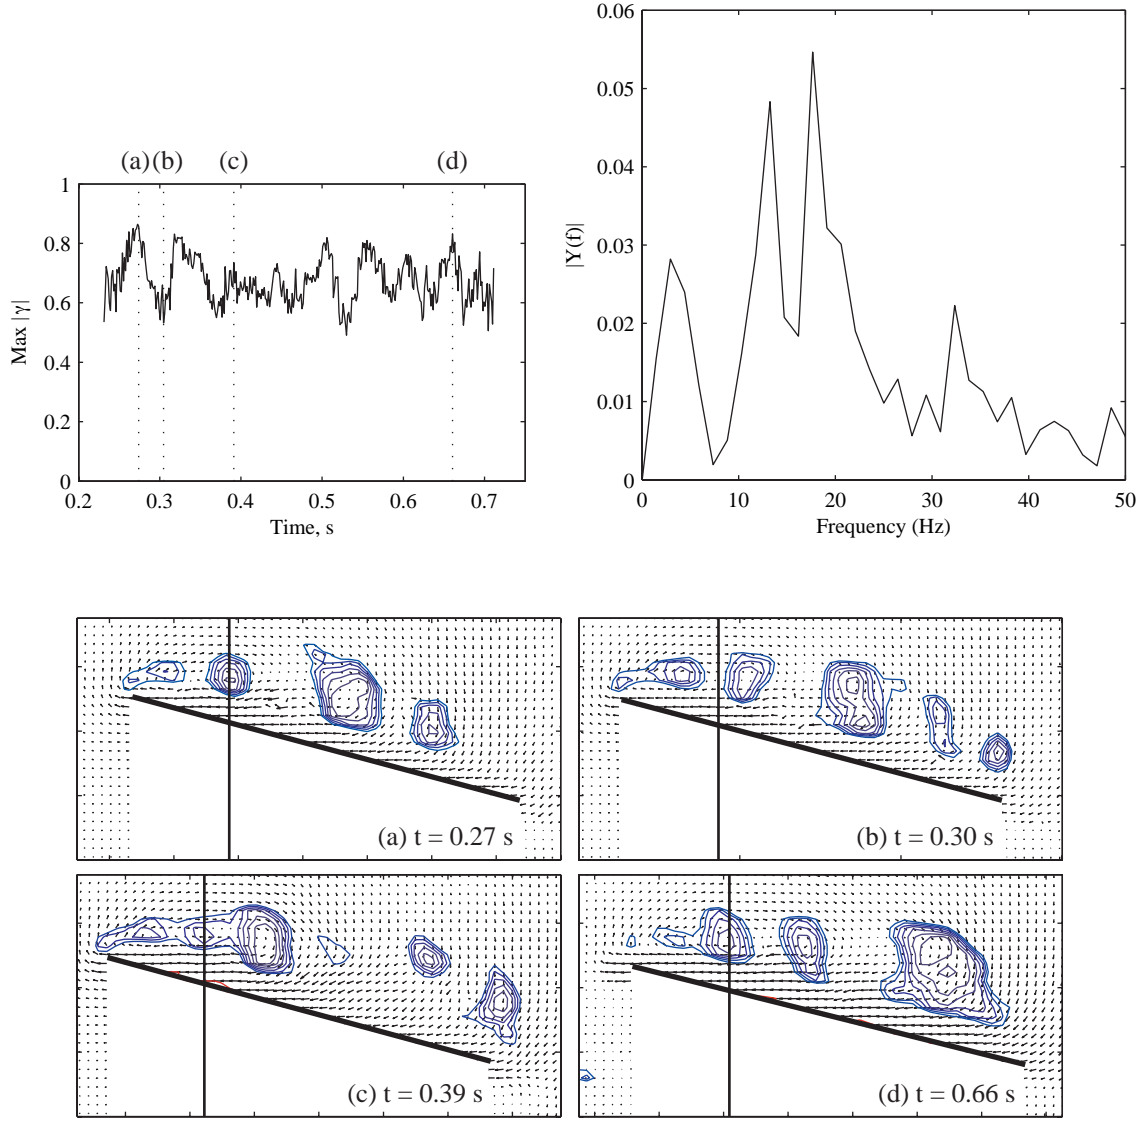 (a) (b) (c) (d)
1
0.8
0.6
0.4
0.2
0
0.2 0.3 0.4 0.5 0.6 0.7
Time, s
Max |γ|
0.06
0.05
0.04
0.03
0.02
0.01
0
0 10 20 30 40 50
Frequency (Hz)
|Y(f)|
(a) t = 0.27 s
(b) t = 0.30 s
(c) t = 0.39 s
(d) t = 0.66 s